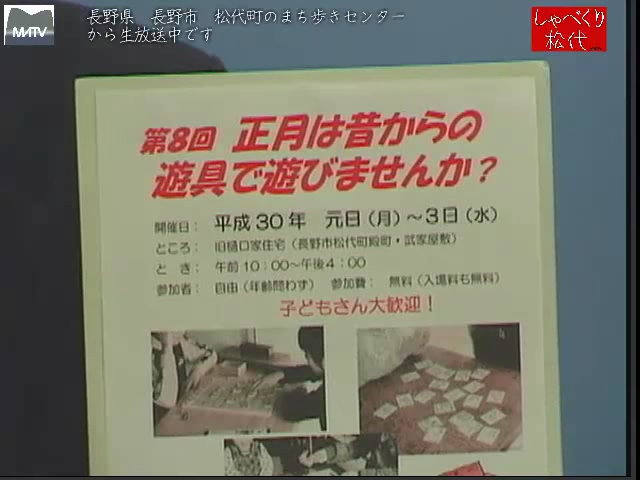 MATV
長野県　長野市　松代町のまち歩きセンター
から生放送中です
しゃべくり
松代
第8回 正月は昔からの
遊具で遊びませんか?
開催日： 平成30年 元日(月)～3日(水)
ところ： 旧樋口家住宅（長野市松代町殿町・武家屋敷）
と　き： 午前10:00～午後4:00
参加者： 自由(年齢問わず) 参加費： 無料(入場料も無料)
子どもさん大歓迎！